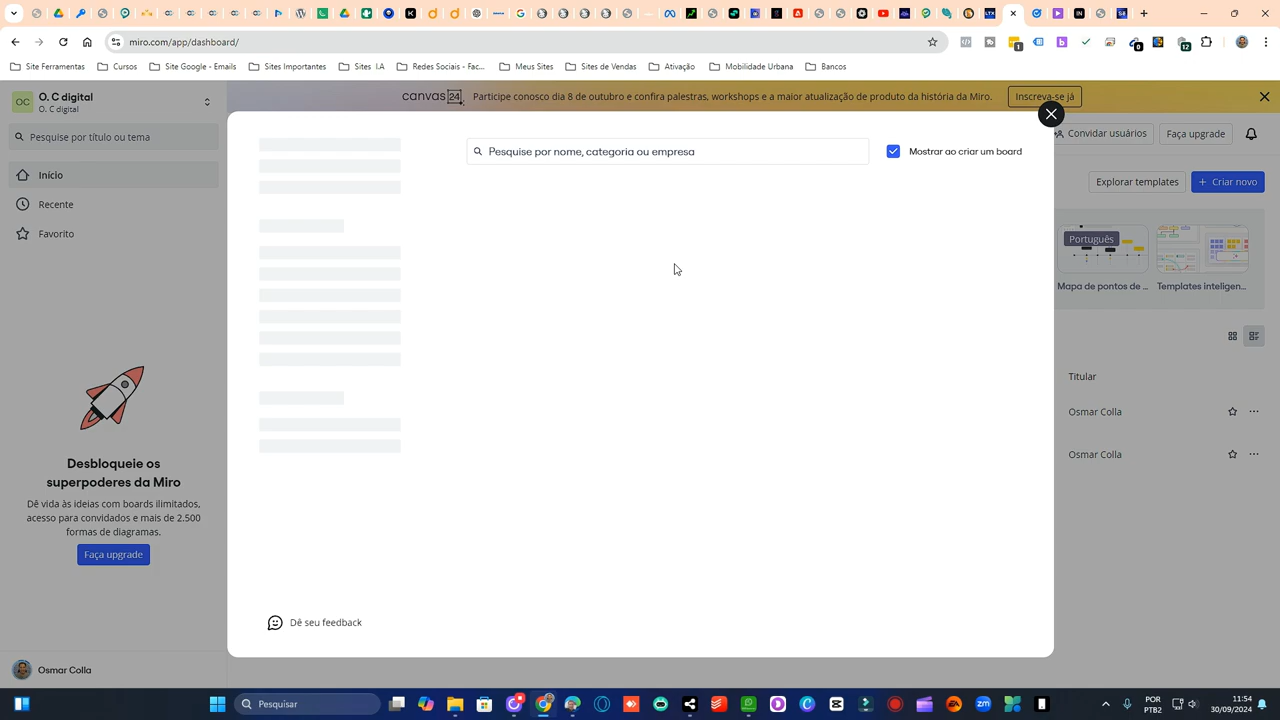 miro.com/app/dashboard/
1
0
12
Site Ferramentas
Cursos
Site Google - Emails
Sites Importantes
Sites I.A
Redes Sociais - Fac...
Meus Sites
Sites de Vendas
Ativação
Mobilidade Urbana
Bancos
OC
O. C digital
O. C digital
canvas 24
Participe conosco dia 8 de outubro e confira palestras, workshops e a maior atualização de produto da história da Miro.
Inscreva-se já
Pesquise por título ou tema
Convidar usuários
Faça upgrade
Pesquise por nome, categoria ou empresa
Mostrar ao criar um board
Início
Recente
Favorito
Explorar templates
+ Criar novo
Português
Mapa de pontos de ...
Templates inteligen...
Titular
Osmar Colla
Osmar Colla
Desbloqueie os
superpoderes da Miro
Dê vida às ideias com boards ilimitados,
acesso para convidados e mais de 2.500
formas de diagramas.
Faça upgrade
Dê seu feedback
Osmar Colla
Pesquisar
POR
PTB2
11:54
30/09/2024